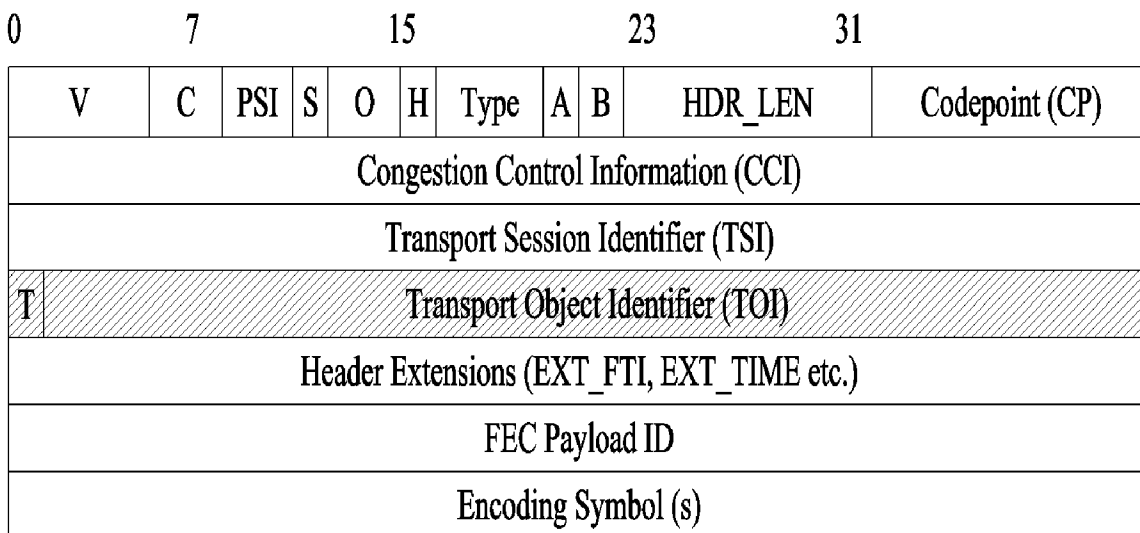 0 7 15 23 31
V C PSI S O H Type A B HDR_LEN Codepoint (CP)
Congestion Control Information (CCI)
Transport Session Identifier (TSI)
T Transport Object Identifier (TOI)
Header Extensions (EXT_FTI, EXT_TIME etc.)
FEC Payload ID
Encoding Symbol (s)